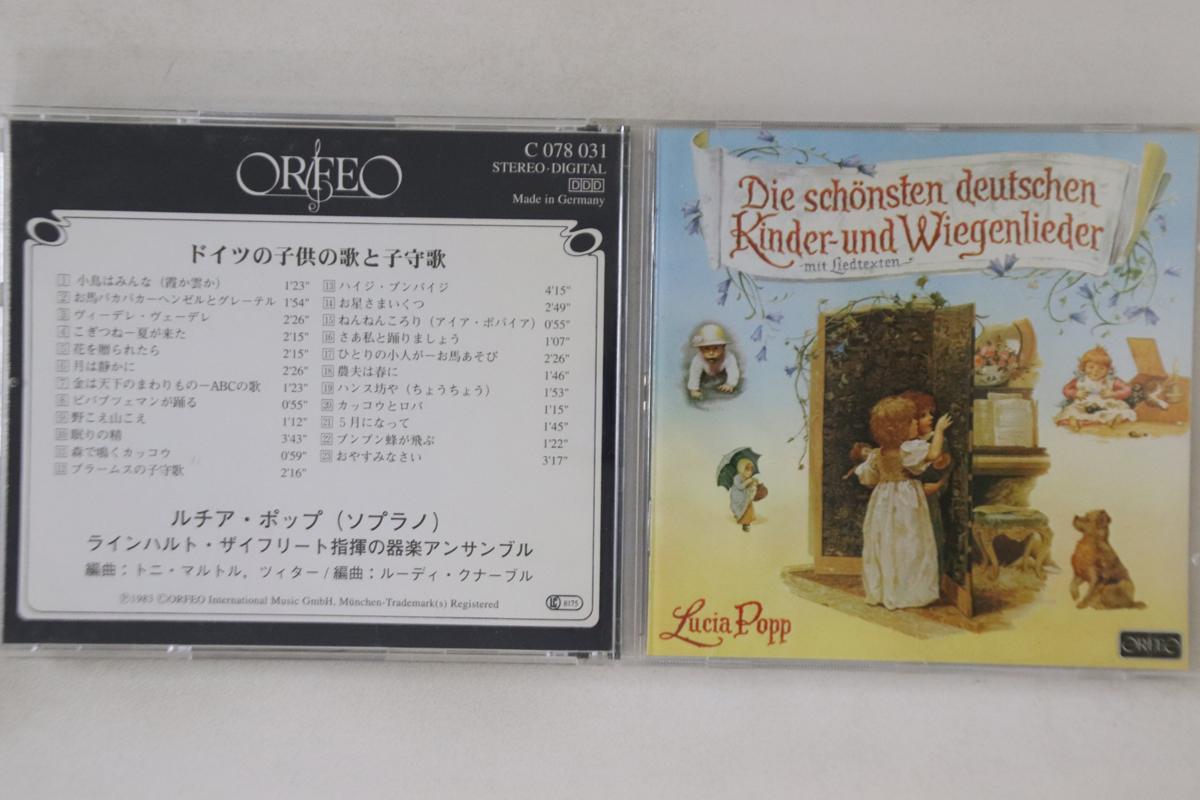 ORFEO
C 078 031
STEREO·DIGITAL
DDD
Made in Germany
ドイツの子供の歌と子守歌
1 小鳥はみんな（霞か雲か） 1'23"
2 お馬パカパカーヘンゼルとグレーテル 1'54"
3 ヴィーデレ・ヴェーデレ 2'26"
4 こぎつねー夏が来た 2'15"
5 花を贈られたら 2'15"
6 月は静かに 2'26"
7 金は天下のまわりものーABCの歌 1'23"
8 ビバブツェマンが踊る 0'55"
9 野こえ山こえ 1'12"
10 眠りの精 3'43"
11 森で鳴くカッコウ 0'59"
12 ブラームスの子守歌 2'16"
13 ハイジ・ブンバイジ 4'15"
14 お星さまいくつ 2'49"
15 ねんねんころり（アイア・ポパイア） 0'55"
16 さあ私と踊りましょう 1'07"
17 ひとりの小人がーお馬あそび 2'26"
18 農夫は春に 1'46"
19 ハンス坊や（ちょうちょう） 1'53"
20 カッコウとロバ 1'15"
21 5月になって 1'45"
22 ブンブン蜂が飛ぶ 1'22"
23 おやすみなさい 3'17"
ルチア・ポップ（ソプラノ）
ラインハルト・ザイフリート指揮の器楽アンサンブル
編曲：トニ・マルトル，ツィター / 編曲：ルーディ・クナーブル
Ⓟ1985 ©ORFEO International Music GmbH, München-Trademark(s) Registered
LC 8175
Die schönsten deutschen
Kinder-und Wiegenlieder
-mit Liedtexten-
Lucia Popp
ORFEO